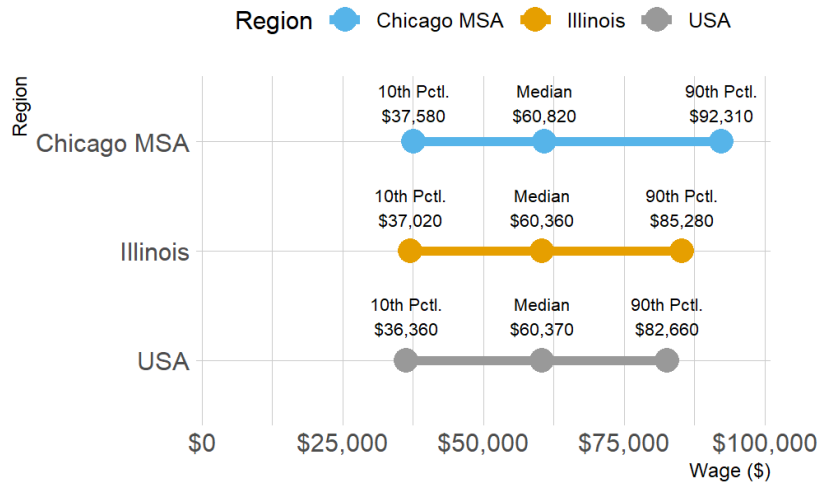 Region Chicago MSA Illinois USA
Region
10th Pctl. Median 90th Pctl.
$37,580 $60,820 $92,310
Chicago MSA
10th Pctl. Median 90th Pctl.
$37,020 $60,360 $85,280
Illinois
10th Pctl. Median 90th Pctl.
$36,360 $60,370 $82,660
USA
$0 $25,000 $50,000 $75,000 $100,000
Wage ($)